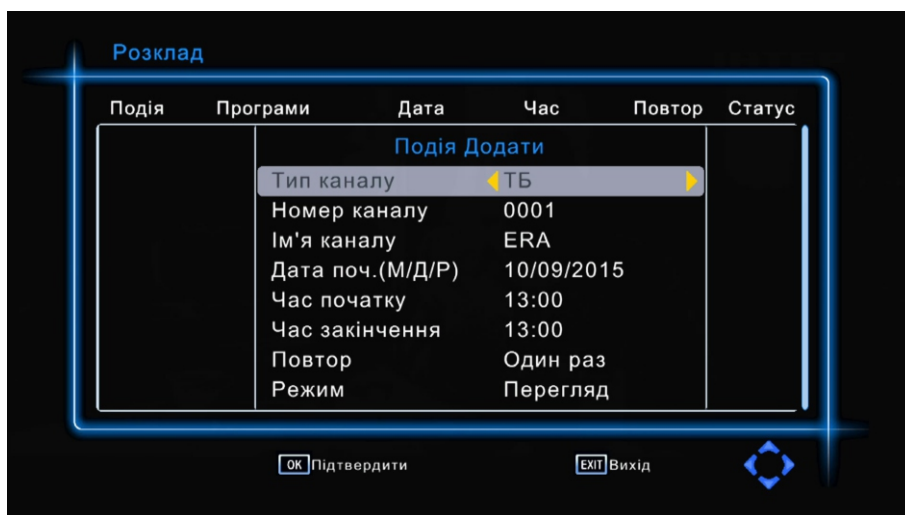 Розклад
Подія Програми Дата Час Повтор Статус
Подія Додати
Тип каналу ТБ
Номер каналу 0001
Ім'я каналу ERA
Дата поч.(М/Д/Р) 10/09/2015
Час початку 13:00
Час закінчення 13:00
Повтор Один раз
Режим Перегляд
OK Підтвердити EXIT Вихід